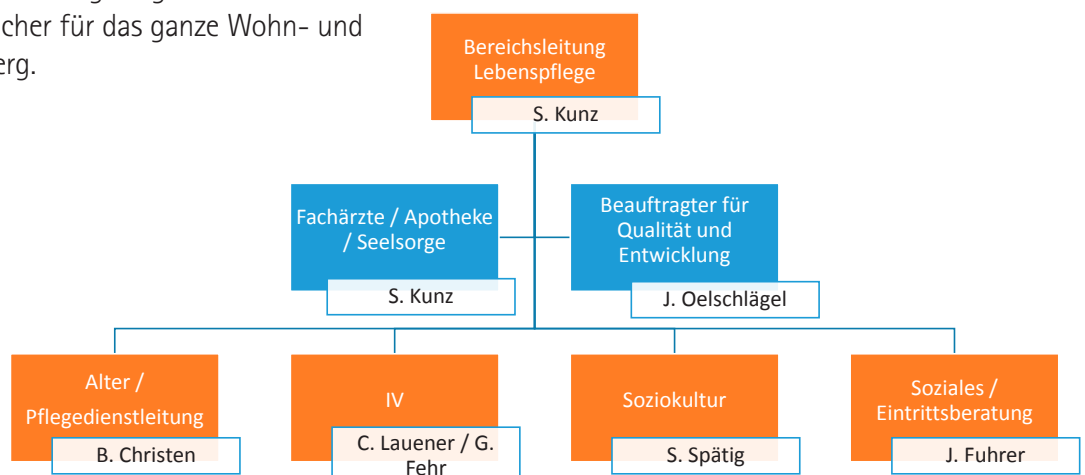 cher für das ganze Wohn- und
erg.
Bereichsleitung
Lebenspflege
S. Kunz
Fachärzte / Apotheke
/ Seelsorge
S. Kunz
Beauftragter für
Qualität und
Entwicklung
J. Oelschlägel
Alter /
Pflegedienstleitung
B. Christen
IV
C. Lauener / G.
Fehr
Soziokultur
S. Spätig
Soziales /
Eintrittsberatung
J. Fuhrer